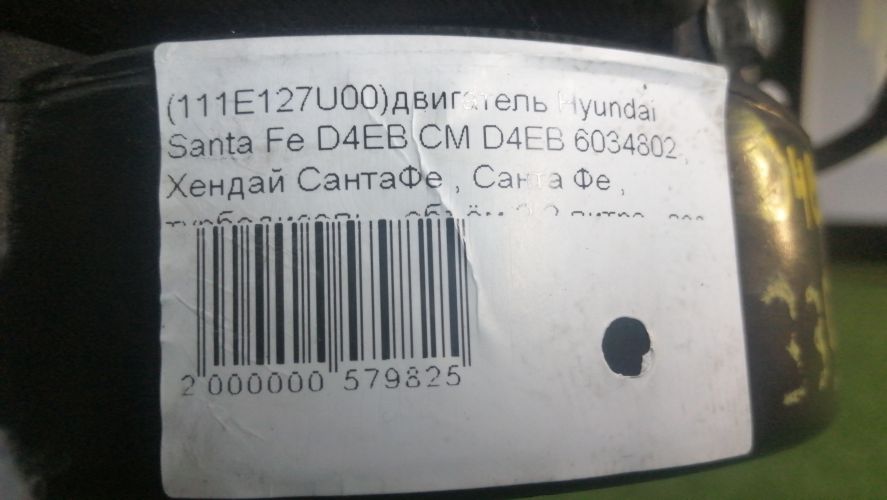 (111E127U00)двигатель Hyundai
Santa Fe D4EB CM D4EB 6034802 ,
Хендай СантаФе , Санта Фе ,
2 000000 579825